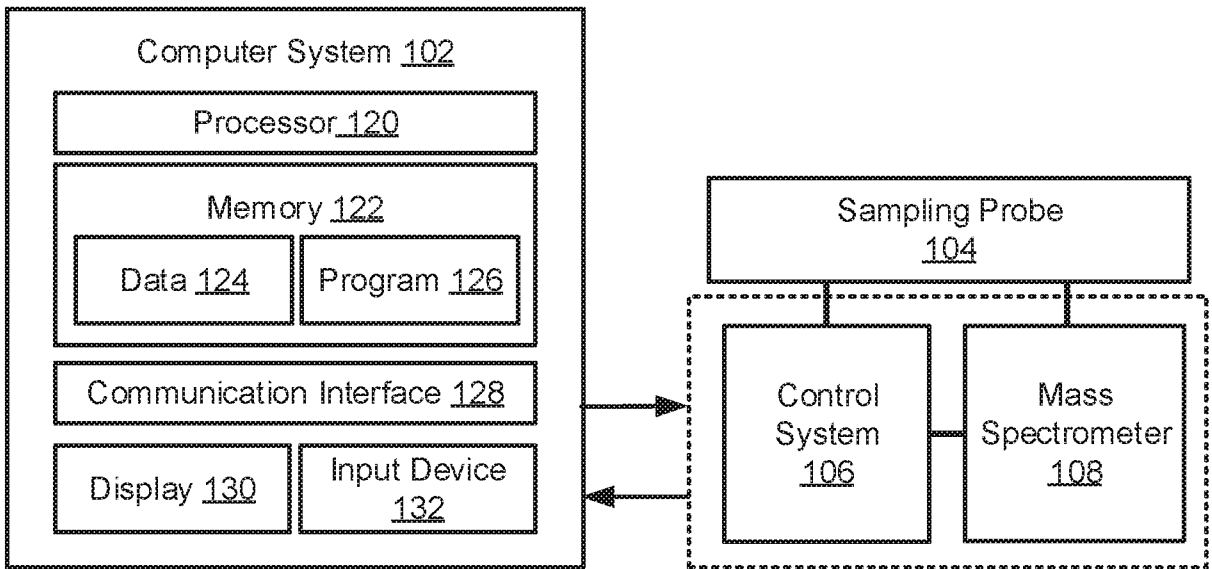 Computer System 102
Processor 120
Memory 122
Data 124
Program 126
Communication Interface 128
Display 130
Input Device
132
Sampling Probe
104
Control
System
106
Mass
Spectrometer
108